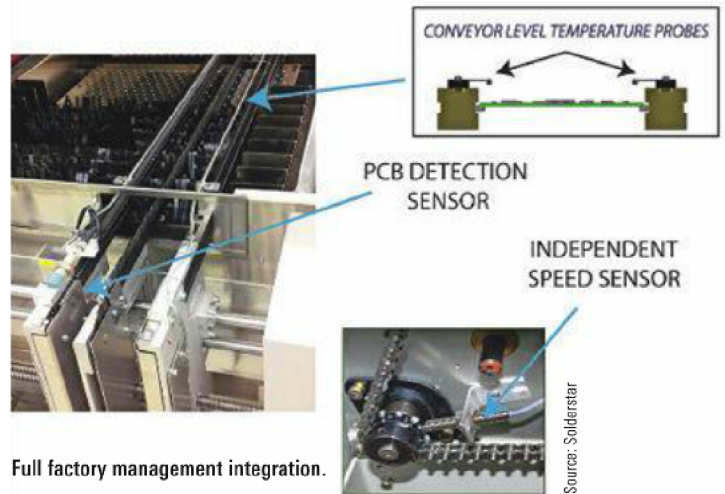 CONVEYOR LEVEL TEMPERATURE PROBES
PCB DETECTION
SENSOR
INDEPENDENT
SPEED SENSOR
Source: Solderstar
Full factory management integration.